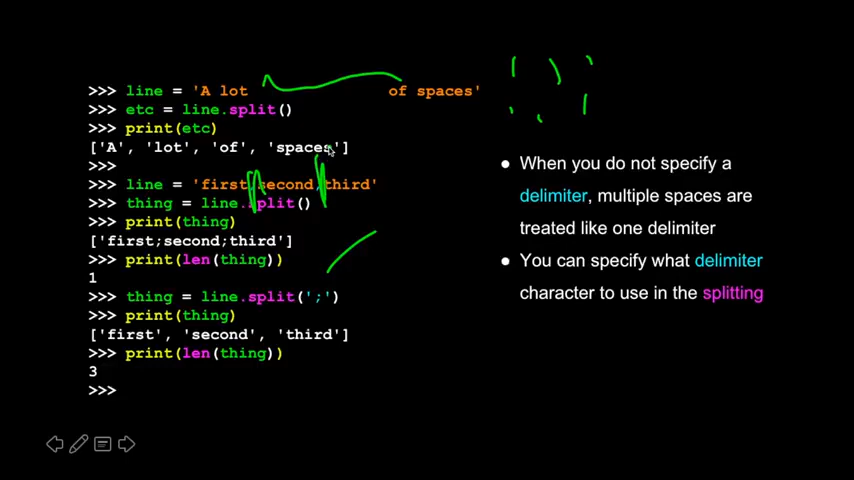 >>> line = 'A lot                    of spaces'
>>> etc = line.split()
>>> print(etc)
['A', 'lot', 'of', 'spaces']
>>>
>>> line = 'first;second;third'
>>> thing = line.split()
>>> print(thing)
['first;second;third']
>>> print(len(thing))
1
>>> thing = line.split(';')
>>> print(thing)
['first', 'second', 'third']
>>> print(len(thing))
3
>>>
● When you do not specify a
delimiter, multiple spaces are
treated like one delimiter
● You can specify what delimiter
character to use in the splitting